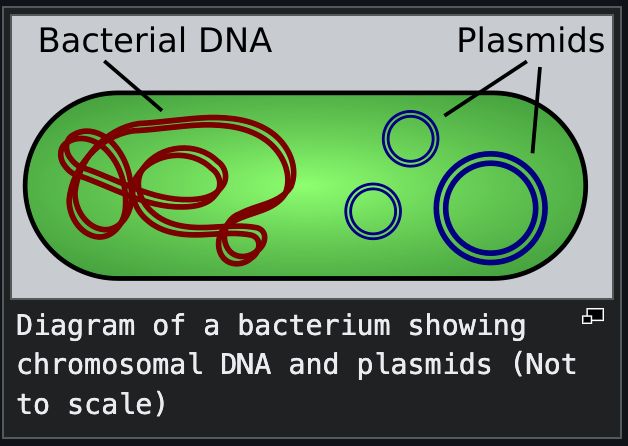 Bacterial DNA
Plasmids
Diagram of a bacterium showing
chromosomal DNA and plasmids (Not
to scale)